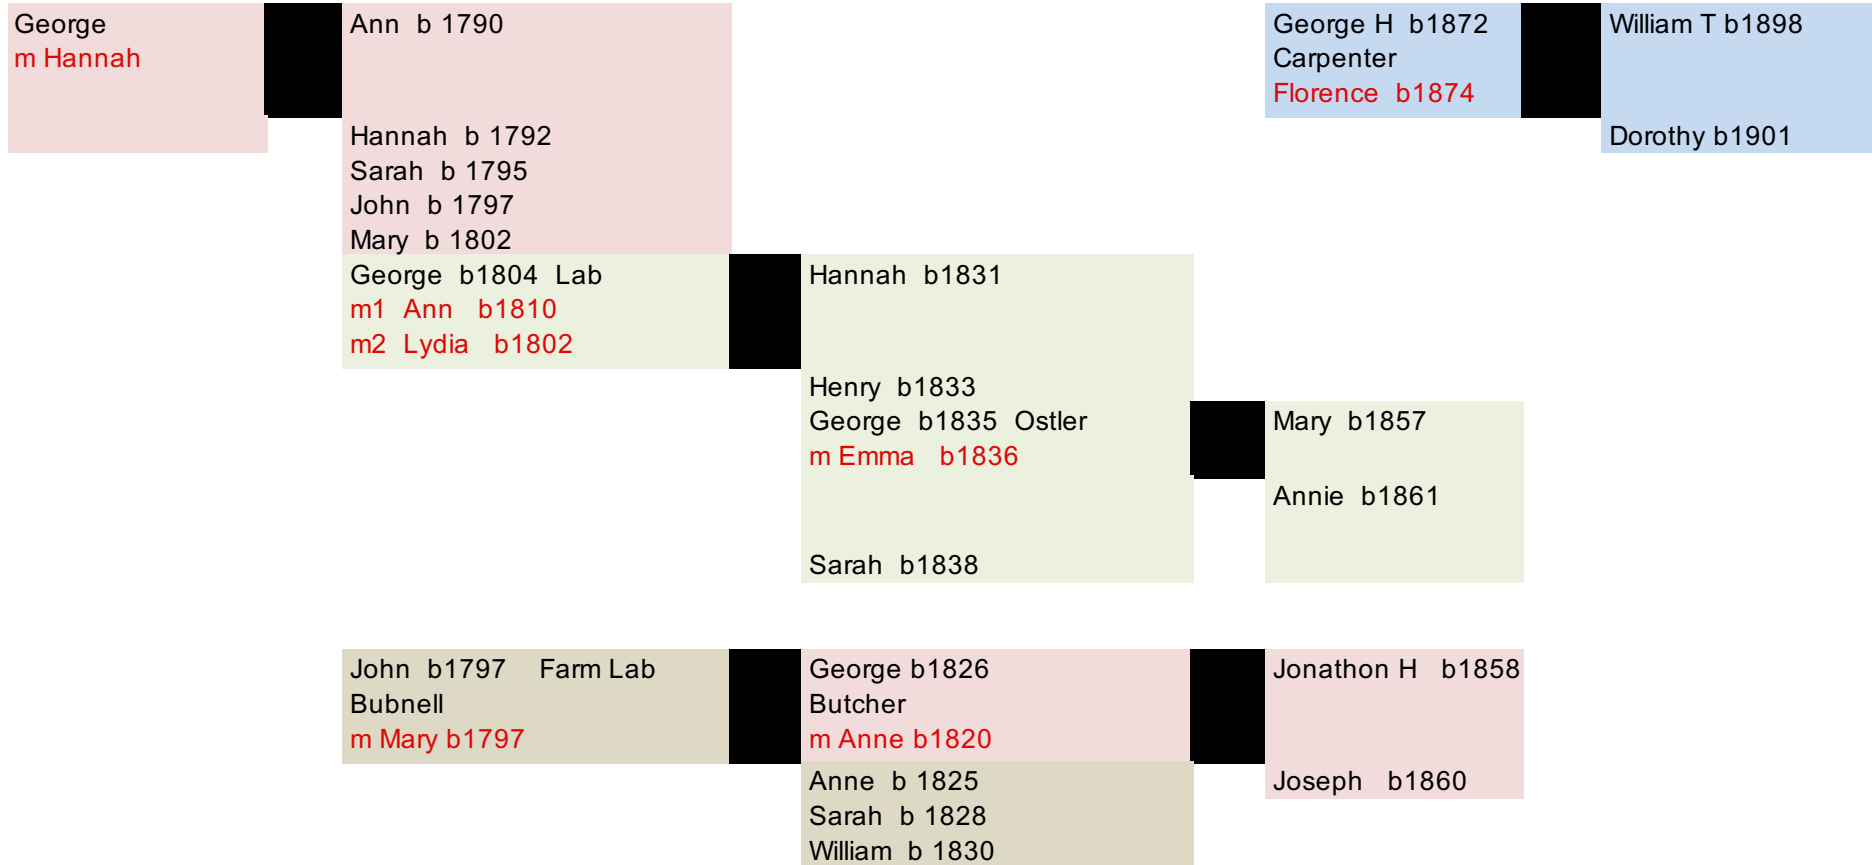 George
m Hannah
Ann b 1790
Hannah b 1792
Sarah b 1795
John b 1797
Mary b 1802
George b1804 Lab
m1 Ann b1810
m2 Lydia b1802
Hannah b1831
Henry b1833
George b1835 Ostler
m Emma b1836
Sarah b1838
Mary b1857
Annie b1861
George H b1872
Carpenter
Florence b1874
William T b1898
Dorothy b1901
John b1797 Farm Lab
Bubnell
m Mary b1797
George b1826
Butcher
m Anne b1820
Anne b 1825
Sarah b 1828
William b 1830
Jonathon H b1858
Joseph b1860